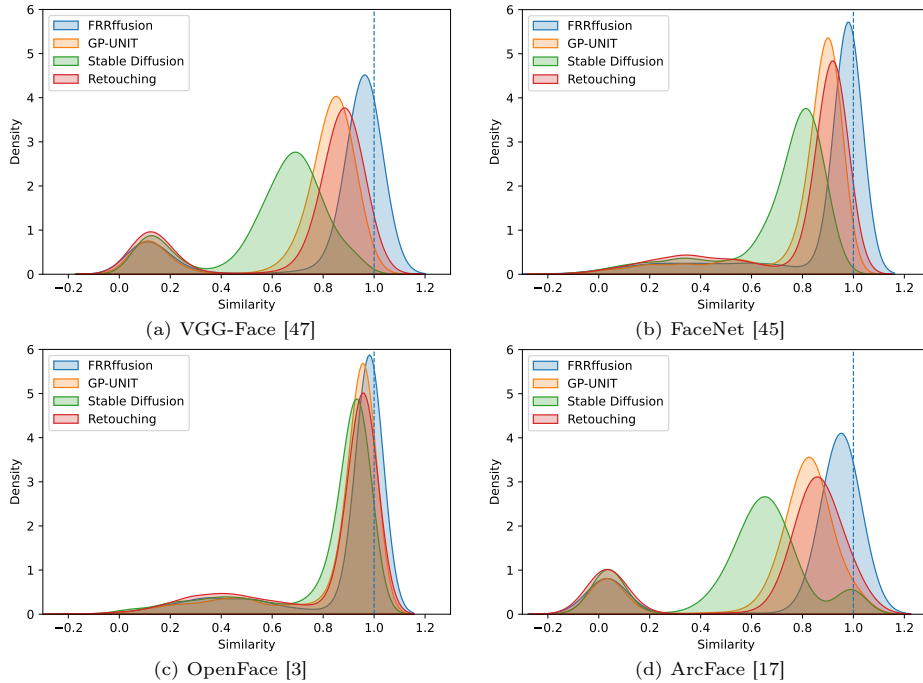 FRRffusion
GP-UNIT
Stable Diffusion
Retouching
Density
6
5
4
3
2
1
0
−0.2 0.0 0.2 0.4 0.6 0.8 1.0 1.2
Similarity
(a) VGG-Face [47]
FRRffusion
GP-UNIT
Stable Diffusion
Retouching
Density
6
5
4
3
2
1
0
−0.2 0.0 0.2 0.4 0.6 0.8 1.0 1.2
Similarity
(b) FaceNet [45]
FRRffusion
GP-UNIT
Stable Diffusion
Retouching
Density
6
5
4
3
2
1
0
−0.2 0.0 0.2 0.4 0.6 0.8 1.0 1.2
Similarity
(c) OpenFace [3]
FRRffusion
GP-UNIT
Stable Diffusion
Retouching
Density
6
5
4
3
2
1
0
−0.2 0.0 0.2 0.4 0.6 0.8 1.0 1.2
Similarity
(d) ArcFace [17]